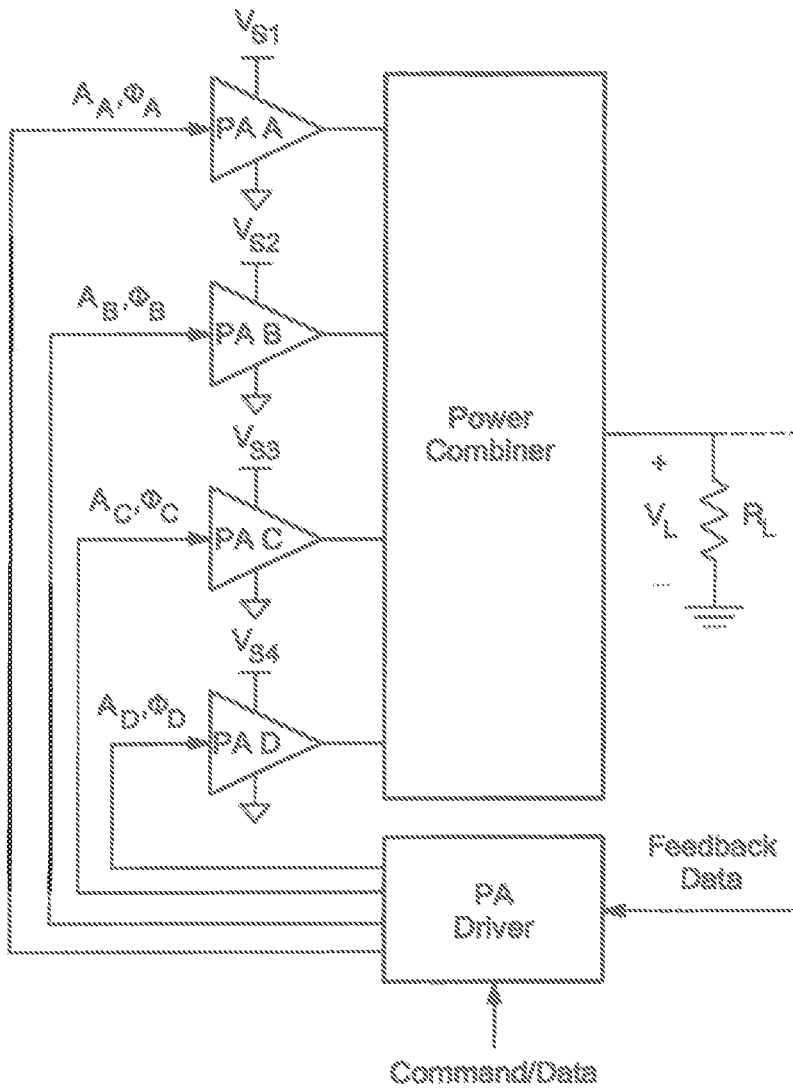 V_S1
A_A,Φ_A
PA A
V_S2
A_B,Φ_B
PA B
V_S3
A_C,Φ_C
PA C
V_S4
A_D,Φ_D
PA D
Power
Combiner
+
V_L
R_L
–
Feedback
Data
PA
Driver
Command/Data